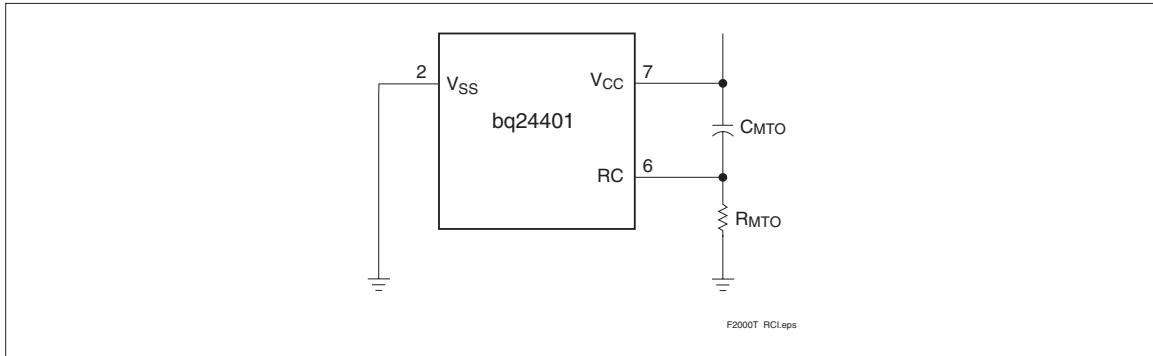 2
VSS
VCC
7
bq24401
CMTO
RC
6
RMTO
F2000T RCI.eps